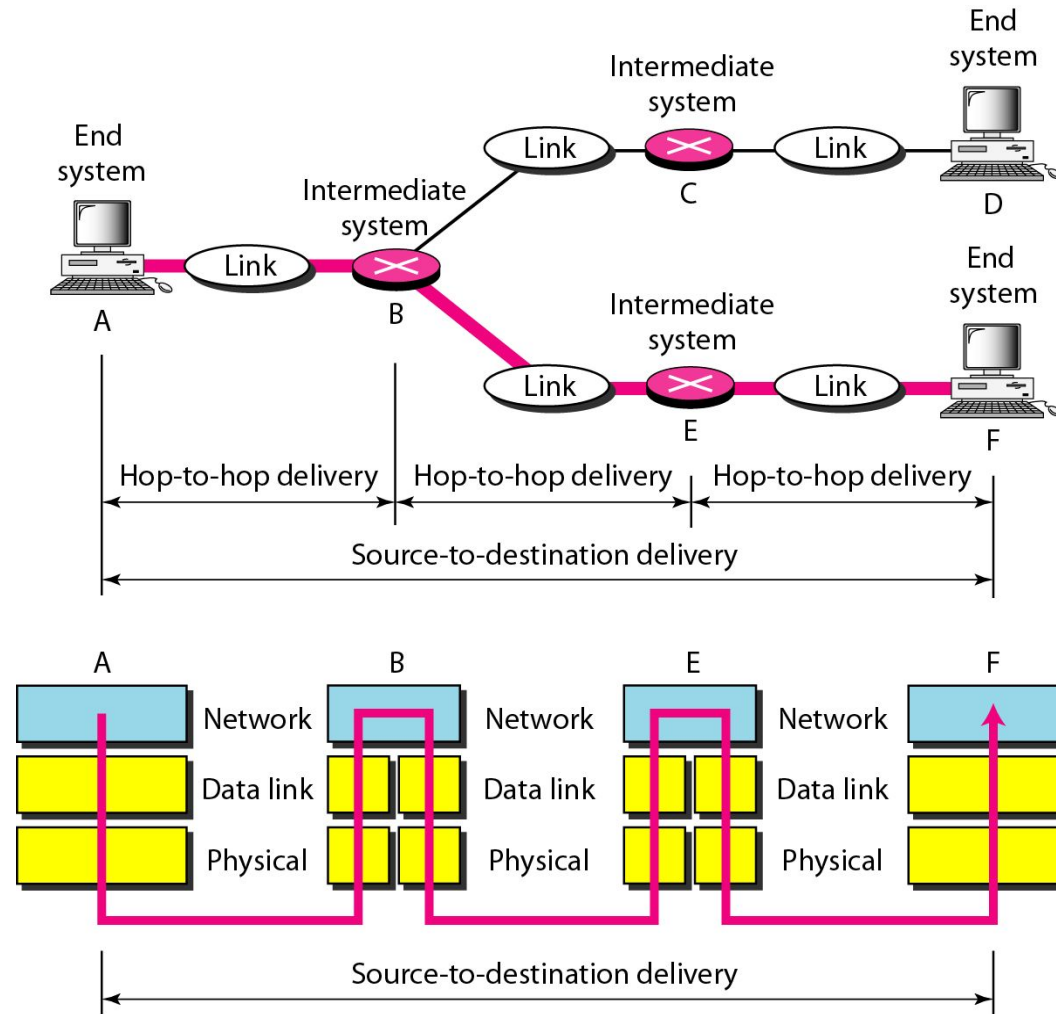 End
system
Intermediate
system
Link
C
Link
D
End
system
A
Link
Intermediate
system
B
End
system
Intermediate
system
Link
E
Link
F
Hop-to-hop delivery
Hop-to-hop delivery
Hop-to-hop delivery
Source-to-destination delivery
A
B
E
F
Network
Network
Network
Data link
Data link
Data link
Physical
Physical
Physical
Source-to-destination delivery